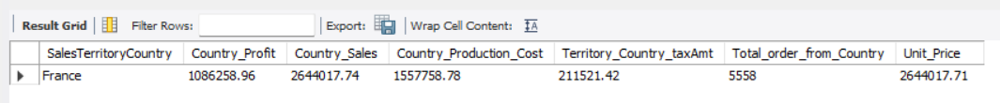 Result Grid Filter Rows: Export: Wrap Cell Content: IA
SalesTerritoryCountry Country_Profit Country_Sales Country_Production_Cost Territory_Country_taxAmt Total_order_from_Country Unit_Price
France 1086258.96 2644017.74 1557758.78 211521.42 5558 2644017.71